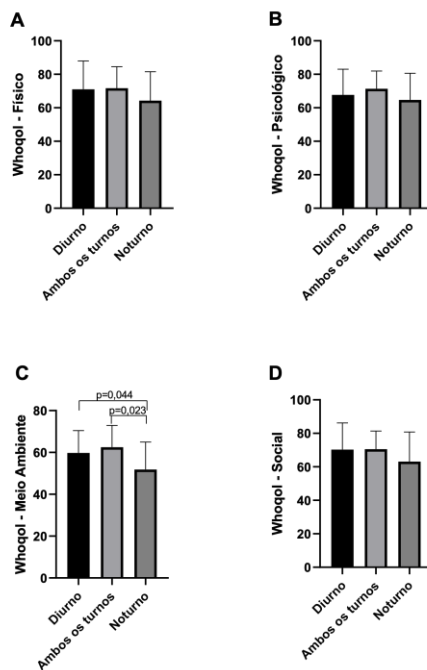 A
Whoqol - Físico
100
80
60
40
20
0
Diurno
Ambos os turnos
Noturno
B
Whoqol - Psicológico
100
80
60
40
20
0
Diurno
Ambos os turnos
Noturno
C
Whoqol - Meio Ambiente
p=0,044
p=0,023
80
60
40
20
0
Diurno
Ambos os turnos
Noturno
D
Whoqol - Social
100
80
60
40
20
0
Diurno
Ambos os turnos
Noturno